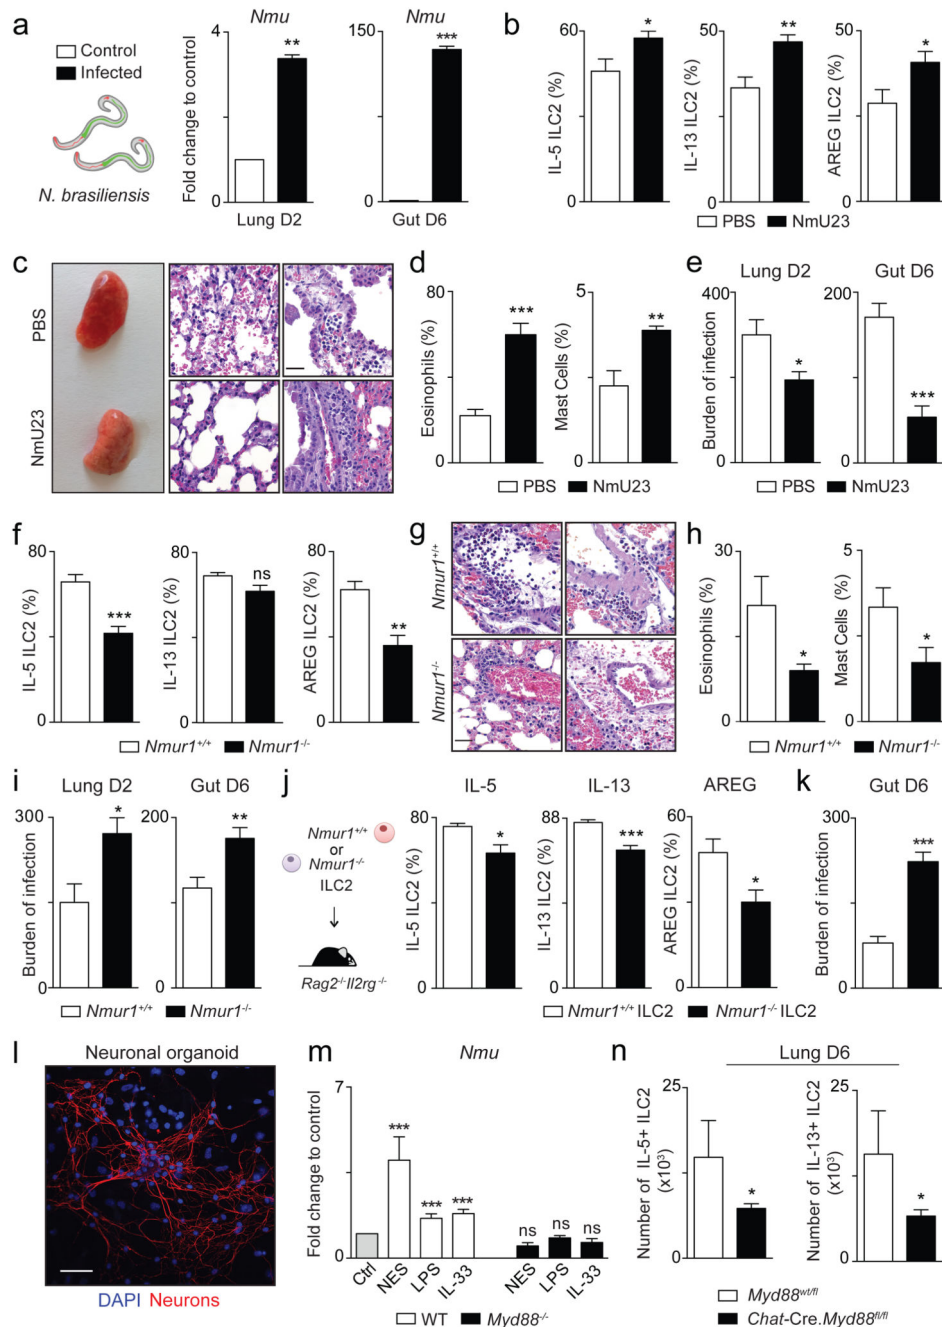 a
Control
Infected
N. brasiliensis
Nmu
Fold change to control
4
0
**
Lung D2
Nmu
150
0
***
Gut D6
b
IL-5 ILC2 (%)
60
0
*
IL-13 ILC2 (%)
50
0
**
AREG ILC2 (%)
50
0
*
PBS NmU23
c
PBS
NmU23
d
Eosinophils (%)
80
0
***
Mast Cells (%)
5
0
**
PBS NmU23
e
Lung D2
Burden of infection
400
0
*
Gut D6
200
0
***
PBS NmU23
f
IL-5 ILC2 (%)
80
0
***
IL-13 ILC2 (%)
80
0
ns
AREG ILC2 (%)
80
0
**
Nmur1+/+ Nmur1-/-
g
Nmur1+/+
Nmur1-/-
h
Eosinophils (%)
30
0
*
Mast Cells (%)
5
0
*
Nmur1+/+ Nmur1-/-
i
Lung D2
Burden of infection
300
0
*
Gut D6
200
0
**
Nmur1+/+ Nmur1-/-
j
Nmur1+/+
or
Nmur1-/-
ILC2
Rag2-/-Il2rg-/-
IL-5
IL-5 ILC2 (%)
80
0
*
IL-13
IL-13 ILC2 (%)
88
0
***
AREG
AREG ILC2 (%)
60
0
*
Nmur1+/+ ILC2 Nmur1-/- ILC2
k
Gut D6
Burden of infection
400
0
***
l
Neuronal organoid
DAPI Neurons
m
Nmu
Fold change to control
7
0
***
***
***
ns
ns
ns
Ctrl
NES
LPS
IL-33
NES
LPS
IL-33
WT Myd88-/-
n
Lung D6
Number of IL-5+ ILC2
(x10³)
25
0
*
Number of IL-13+ ILC2
(x10³)
25
0
*
Myd88wt/fl
Chat-Cre.Myd88fl/fl